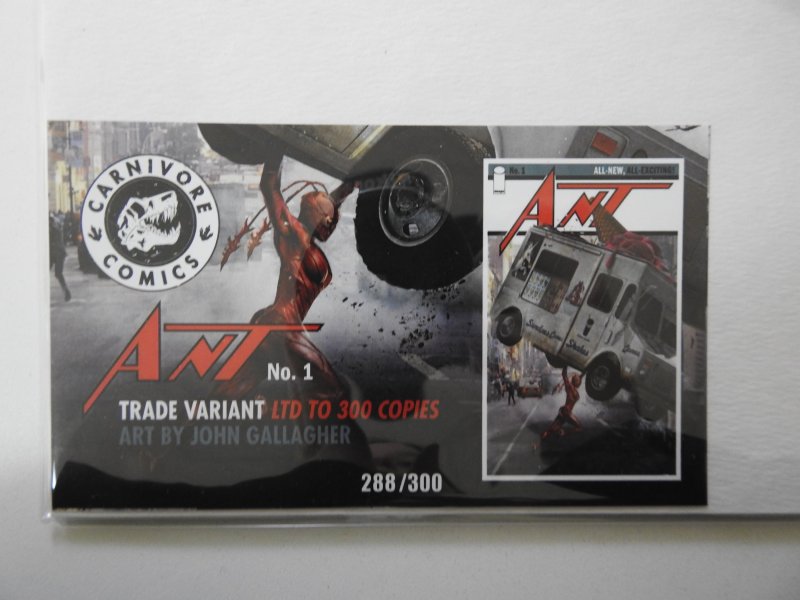 CARNIVORE
COMICS
ANT
No. 1
TRADE VARIANT LTD TO 300 COPIES
ART BY JOHN GALLAGHER
288/300
No. 1
ALL-NEW, ALL-EXCITING!
ANT